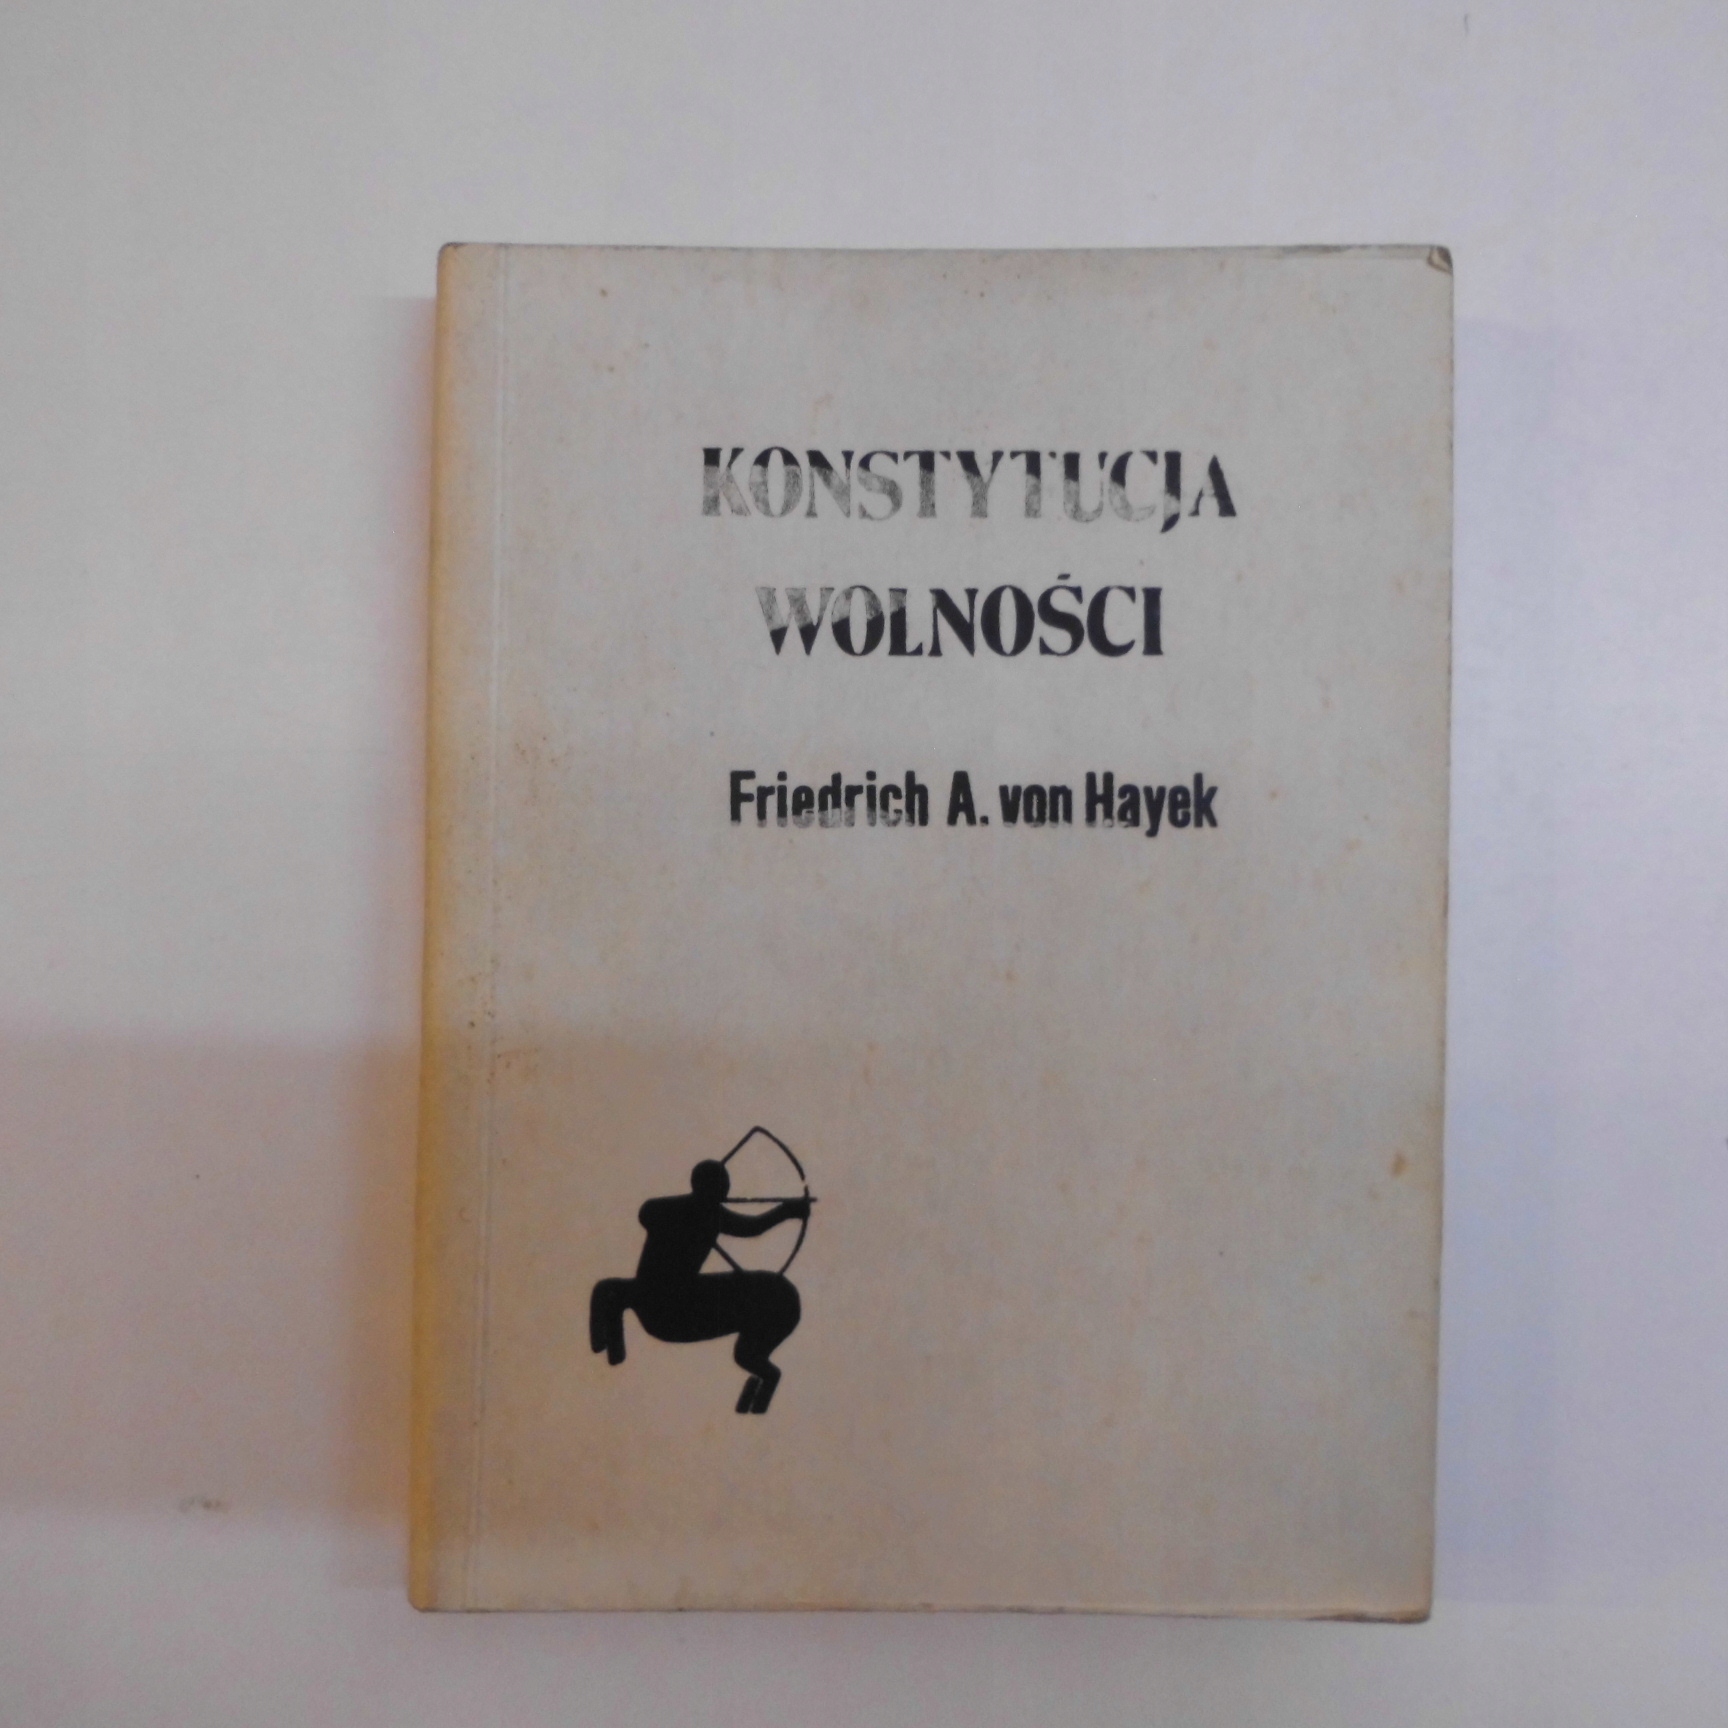 KONSTYTUCJA
WOLNOŚCI
Friedrich A. von Hayek